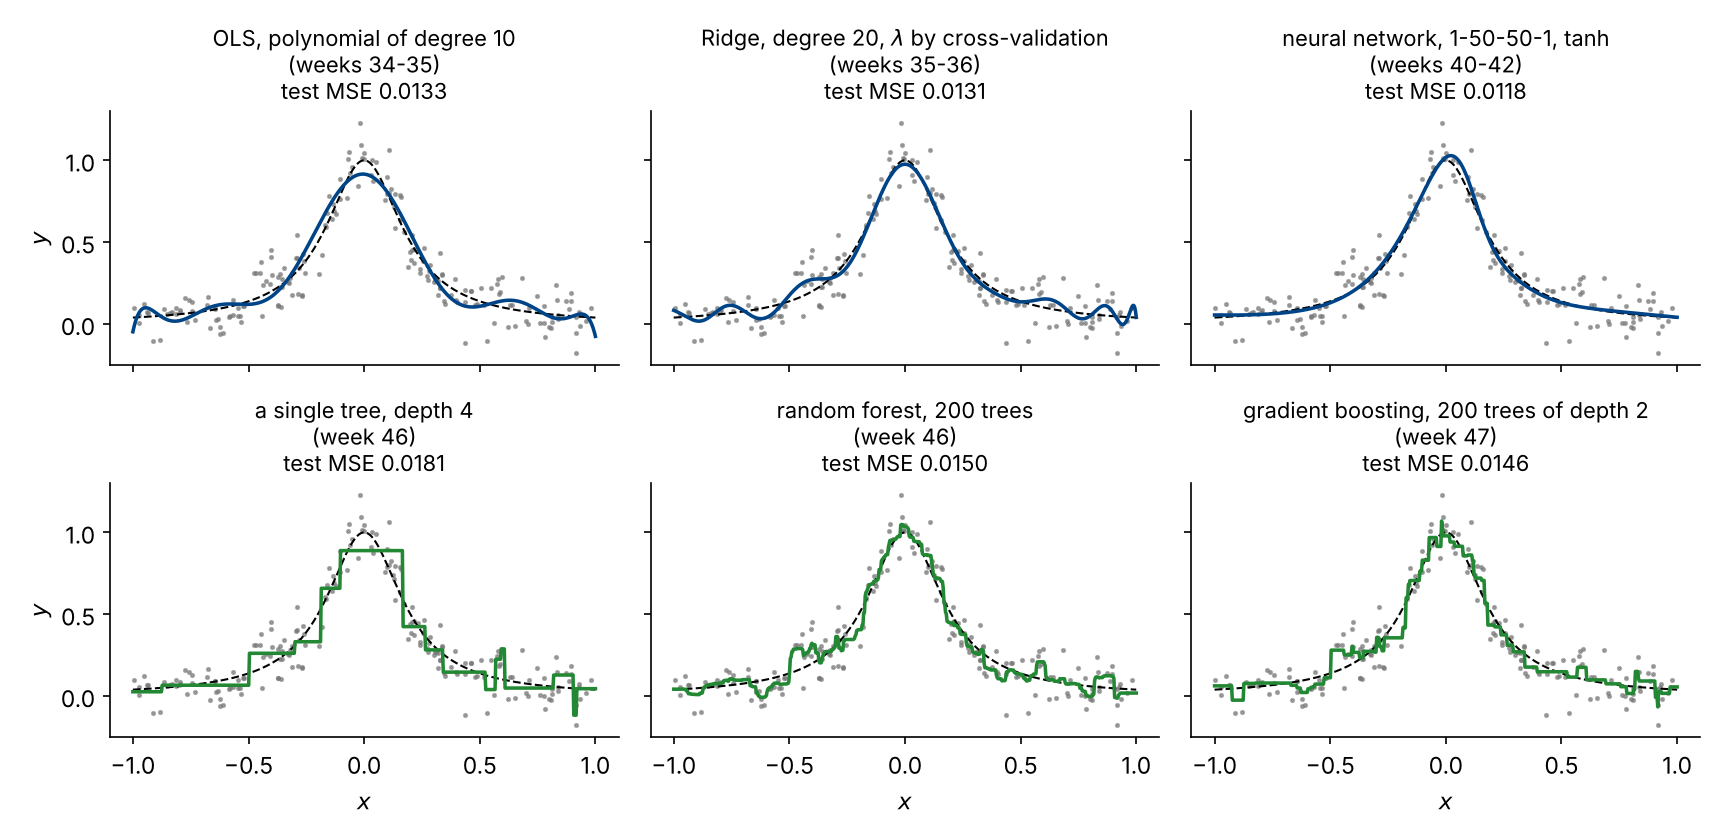 OLS, polynomial of degree 10
(weeks 34-35)
test MSE 0.0133
Ridge, degree 20, λ by cross-validation
(weeks 35-36)
test MSE 0.0131
neural network, 1-50-50-1, tanh
(weeks 40-42)
test MSE 0.0118
y
1.0
0.5
0.0
a single tree, depth 4
(week 46)
test MSE 0.0181
random forest, 200 trees
(week 46)
test MSE 0.0150
gradient boosting, 200 trees of depth 2
(week 47)
test MSE 0.0146
y
1.0
0.5
0.0
−1.0 −0.5 0.0 0.5 1.0
x
−1.0 −0.5 0.0 0.5 1.0
x
−1.0 −0.5 0.0 0.5 1.0
x